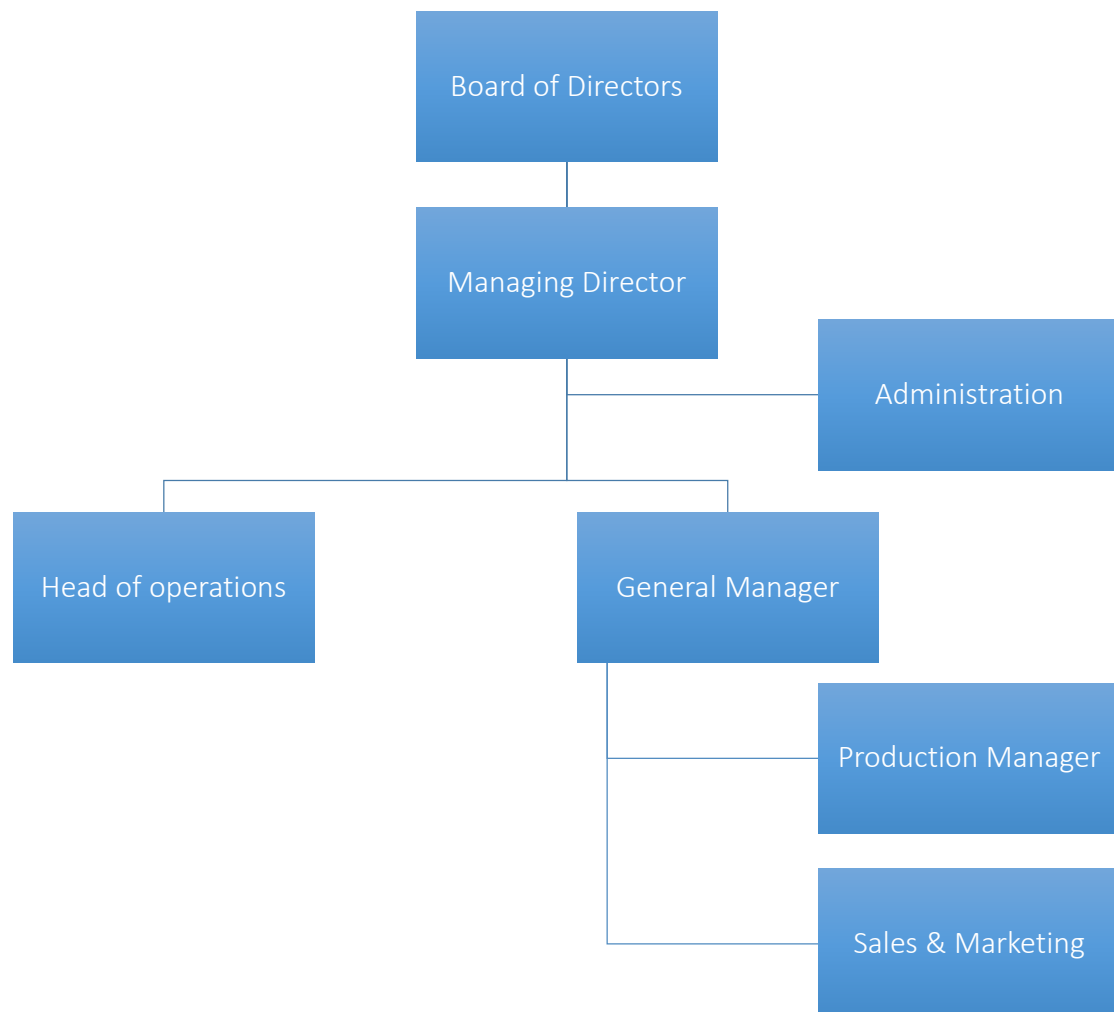 Board of Directors
Managing Director
Administration
Head of operations
General Manager
Production Manager
Sales & Marketing